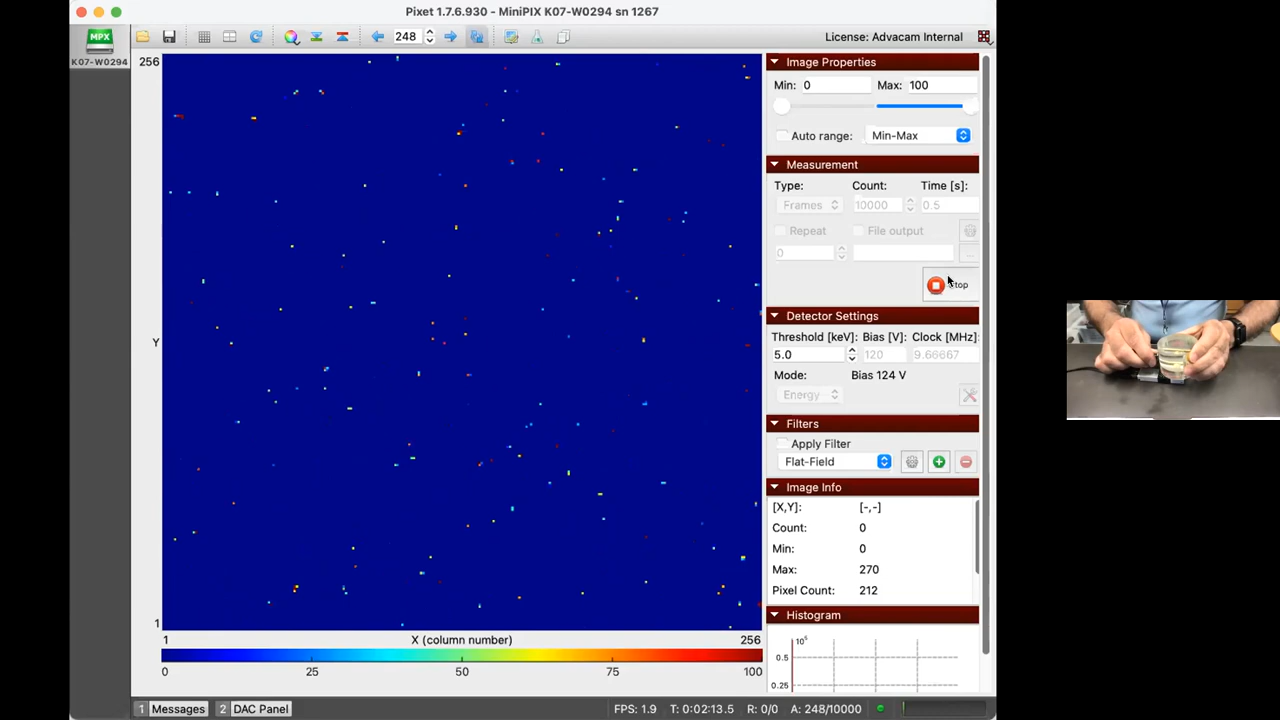 Pixet 1.7.6.930 - MiniPIX K07-W0294 sn 1267
MPX
K07-W0294
248
License: Advacam Internal
256
Y
1
1 X (column number) 256
0 25 50 75 100
Image Properties
Min: 0 Max: 100
Auto range: Min-Max
Measurement
Type: Count: Time [s]:
Frames 10000 0.5
Repeat File output
0 ...
Stop
Detector Settings
Threshold [keV]: Bias [V]: Clock [MHz]:
5.0 120 9.66667
Mode: Bias 124 V
Energy
Filters
Apply Filter
Flat-Field
Image Info
[X,Y]: [-,-]
Count: 0
Min: 0
Max: 270
Pixel Count: 212
Histogram
10⁶
0.5
0.25
1 Messages 2 DAC Panel FPS: 1.9 T: 0:02:13.5 R: 0/0 A: 248/10000